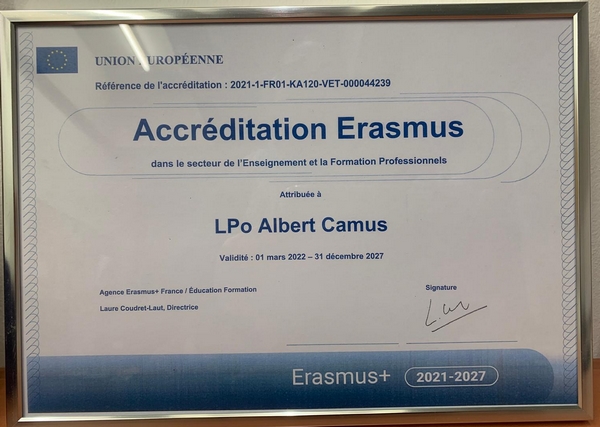 UNION EUROPÉENNE
Référence de l'accréditation : 2021-1-FR01-KA120-VET-000044239
Accréditation Erasmus
dans le secteur de l'Enseignement et la Formation Professionnels
Attribuée à
LPo Albert Camus
Validité : 01 mars 2022 – 31 décembre 2027
Agence Erasmus+ France / Éducation Formation
Laure Coudret-Laut, Directrice
Signature
Erasmus+ 2021-2027